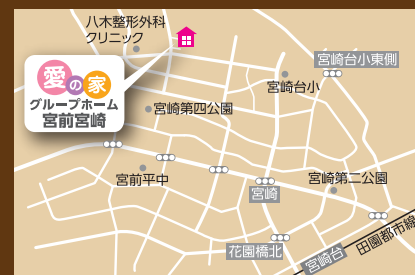 八木整形外科
クリニック
愛の家
グループホーム
宮前宮崎
宮崎台小東側
宮崎台小
宮崎第四公園
宮前平中
宮崎
宮崎第二公園
花園橋北
宮崎台
田園都市線